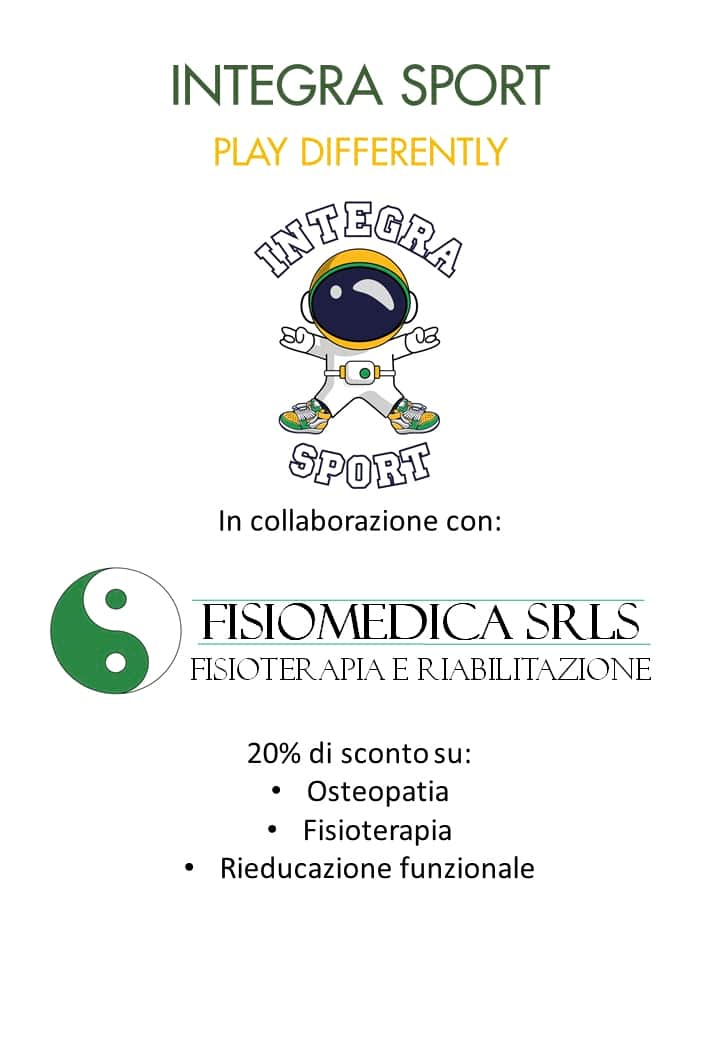 INTEGRA SPORT
PLAY DIFFERENTLY
INTEGRA
SPORT
In collaborazione con:
FISIOMEDICA SRLS
FISIOTERAPIA E RIABILITAZIONE
20% di sconto su:
• Osteopatia
• Fisioterapia
• Rieducazione funzionale